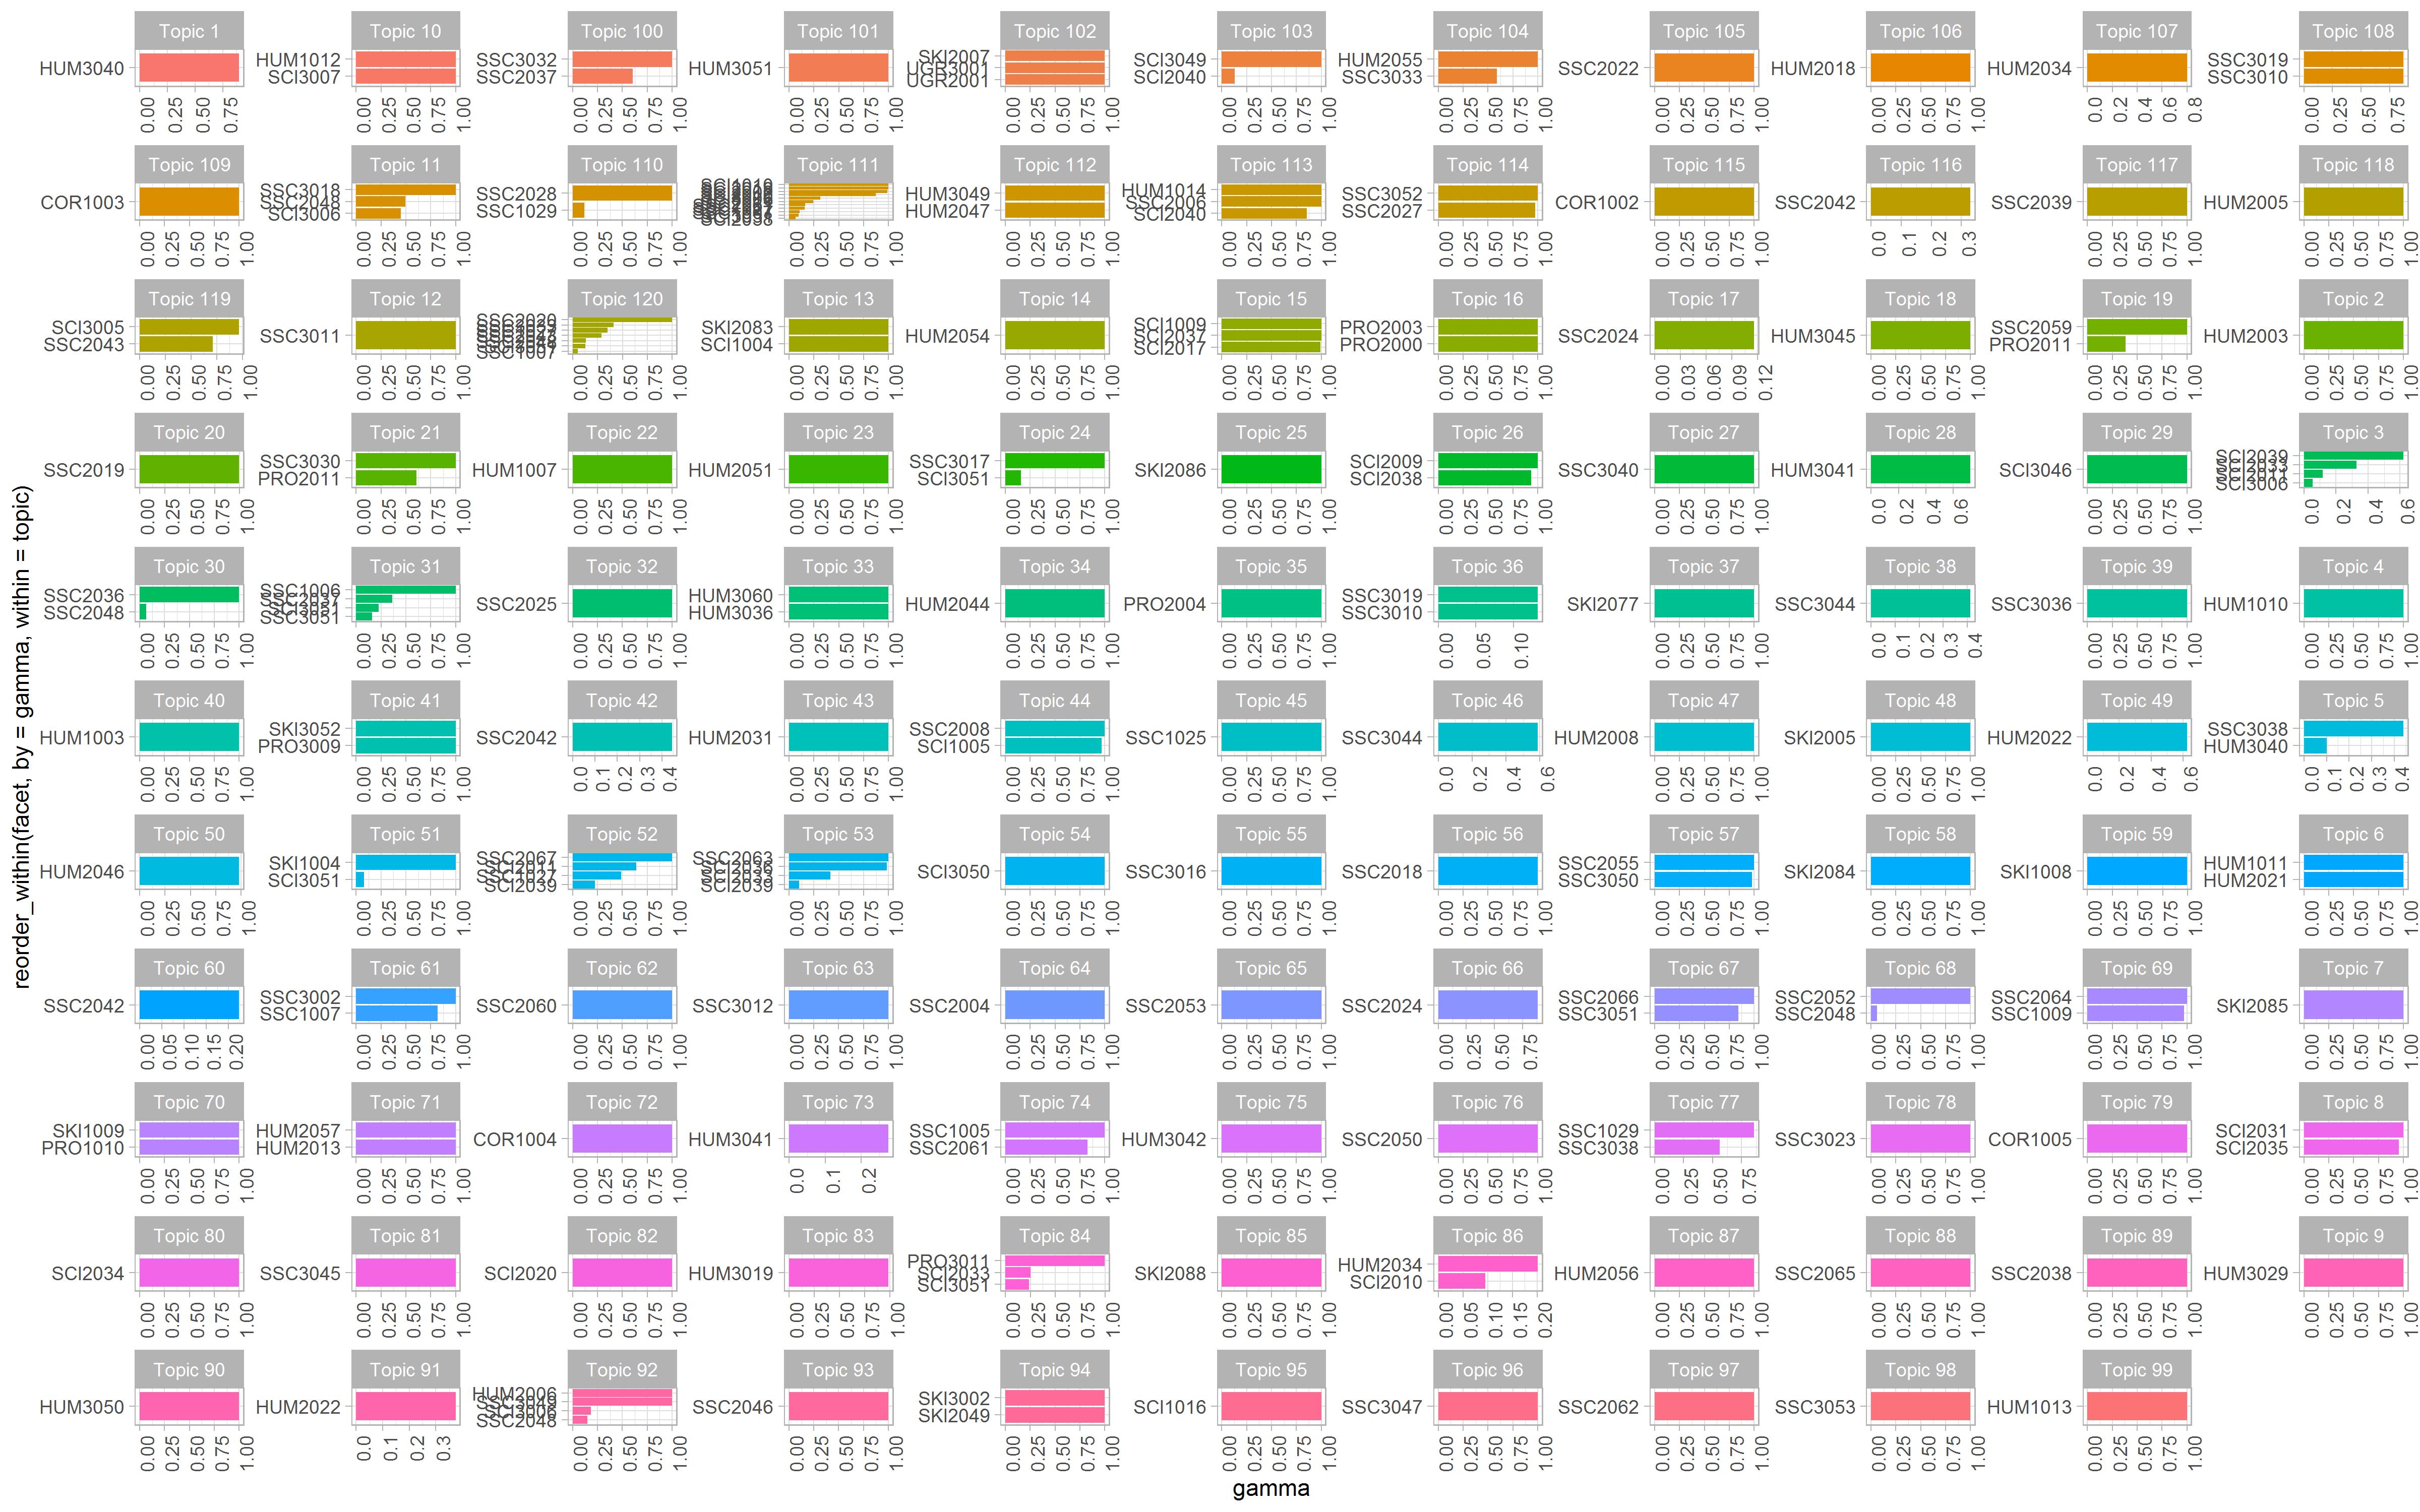 reorder_within(facet, by = gamma, within = topic)
Topic 1 Topic 10 Topic 100 Topic 101 Topic 102 Topic 103 Topic 104 Topic 105 Topic 106 Topic 107 Topic 108
HUM3040 HUM1012 SCI3007 SSC3032 SSC2037 HUM3051 SKI2007 UGR3001 UGR2001 SCI3049 SCI2040 HUM2055 SSC3033 SSC2022 HUM2018 HUM2034 SSC3019 SSC3010
0.00 0.25 0.50 0.75 0.00 0.25 0.50 0.75 1.00 0.00 0.25 0.50 0.75 1.00 0.00 0.25 0.50 0.75 0.00 0.25 0.50 0.75 1.00 0.00 0.25 0.50 0.75 1.00 0.00 0.25 0.50 0.75 1.00 0.00 0.25 0.50 0.75 1.00 0.00 0.25 0.50 0.75 1.00 0.0 0.2 0.4 0.6 0.8 0.00 0.25 0.50 0.75
Topic 109 Topic 11 Topic 110 Topic 111 Topic 112 Topic 113 Topic 114 Topic 115 Topic 116 Topic 117 Topic 118
COR1003 SSC3018 SSC2048 SCI3006 SSC2028 SSC1029 HUM3049 HUM2047 HUM1014 SSC2006 SCI2040 SSC3052 SSC2027 COR1002 SSC2042 SSC2039 HUM2005
0.00 0.25 0.50 0.75 1.00 0.00 0.25 0.50 0.75 1.00 0.00 0.25 0.50 0.75 1.00 0.00 0.25 0.50 0.75 1.00 0.00 0.25 0.50 0.75 1.00 0.00 0.25 0.50 0.75 1.00 0.00 0.25 0.50 0.75 1.00 0.00 0.25 0.50 0.75 1.00 0.0 0.1 0.2 0.3 0.00 0.25 0.50 0.75 1.00 0.00 0.25 0.50 0.75 1.00
Topic 119 Topic 12 Topic 120 Topic 13 Topic 14 Topic 15 Topic 16 Topic 17 Topic 18 Topic 19 Topic 2
SCI3005 SSC2043 SSC3011 SSC2020 SSC1007 SKI2083 SCI1004 HUM2054 SCI1009 SCI2037 SCI2017 PRO2003 PRO2000 SSC2024 HUM3045 SSC2059 PRO2011 HUM2003
0.00 0.25 0.50 0.75 1.00 0.00 0.25 0.50 0.75 1.00 0.00 0.25 0.50 0.75 1.00 0.00 0.25 0.50 0.75 1.00 0.00 0.25 0.50 0.75 1.00 0.00 0.25 0.50 0.75 1.00 0.00 0.25 0.50 0.75 1.00 0.00 0.03 0.06 0.09 0.12 0.00 0.25 0.50 0.75 1.00 0.00 0.25 0.50 0.75 1.00 0.00 0.25 0.50 0.75 1.00
Topic 20 Topic 21 Topic 22 Topic 23 Topic 24 Topic 25 Topic 26 Topic 27 Topic 28 Topic 29 Topic 3
SSC2019 SSC3030 PRO2011 HUM1007 HUM2051 SSC3017 SCI3051 SKI2086 SCI2009 SCI2038 SSC3040 HUM3041 SCI3046 SCI2039 SCI2033 SCI2011 SCI3006
0.00 0.25 0.50 0.75 1.00 0.00 0.25 0.50 0.75 1.00 0.00 0.25 0.50 0.75 1.00 0.00 0.25 0.50 0.75 1.00 0.00 0.25 0.50 0.75 1.00 0.00 0.25 0.50 0.75 1.00 0.00 0.25 0.50 0.75 1.00 0.00 0.25 0.50 0.75 1.00 0.0 0.2 0.4 0.6 0.00 0.25 0.50 0.75 1.00 0.0 0.2 0.4 0.6
Topic 30 Topic 31 Topic 32 Topic 33 Topic 34 Topic 35 Topic 36 Topic 37 Topic 38 Topic 39 Topic 4
SSC2036 SSC2048 SSC1006 SSC2037 SCI3051 SSC3051 SSC2025 HUM3060 HUM3036 HUM2044 PRO2004 SSC3019 SSC3010 SKI2077 SSC3044 SSC3036 HUM1010
0.00 0.25 0.50 0.75 1.00 0.00 0.25 0.50 0.75 1.00 0.00 0.25 0.50 0.75 1.00 0.00 0.25 0.50 0.75 1.00 0.00 0.25 0.50 0.75 1.00 0.00 0.25 0.50 0.75 1.00 0.00 0.05 0.10 0.00 0.25 0.50 0.75 1.00 0.0 0.1 0.2 0.3 0.4 0.00 0.25 0.50 0.75 1.00 0.00 0.25 0.50 0.75 1.00
Topic 40 Topic 41 Topic 42 Topic 43 Topic 44 Topic 45 Topic 46 Topic 47 Topic 48 Topic 49 Topic 5
HUM1003 SKI3052 PRO3009 SSC2042 HUM2031 SSC2008 SCI1005 SSC1025 SSC3044 HUM2008 SKI2005 HUM2022 SSC3038 HUM3040
0.00 0.25 0.50 0.75 1.00 0.00 0.25 0.50 0.75 1.00 0.0 0.1 0.2 0.3 0.4 0.00 0.25 0.50 0.75 1.00 0.00 0.25 0.50 0.75 1.00 0.00 0.25 0.50 0.75 1.00 0.0 0.2 0.4 0.6 0.00 0.25 0.50 0.75 1.00 0.00 0.25 0.50 0.75 1.00 0.0 0.2 0.4 0.6 0.0 0.1 0.2 0.3 0.4
Topic 50 Topic 51 Topic 52 Topic 53 Topic 54 Topic 55 Topic 56 Topic 57 Topic 58 Topic 59 Topic 6
HUM2046 SKI1004 SCI3051 SSC2067 SCI2011 SSC2027 SCI2039 SSC2063 SCI2036 SCI2033 SCI2039 SCI3050 SSC3016 SSC2018 SSC2055 SSC3050 SKI2084 SKI1008 HUM1011 HUM2021
0.00 0.25 0.50 0.75 1.00 0.00 0.25 0.50 0.75 1.00 0.00 0.25 0.50 0.75 1.00 0.00 0.25 0.50 0.75 1.00 0.00 0.25 0.50 0.75 1.00 0.00 0.25 0.50 0.75 1.00 0.00 0.25 0.50 0.75 1.00 0.00 0.25 0.50 0.75 1.00 0.00 0.25 0.50 0.75 1.00 0.00 0.25 0.50 0.75 1.00 0.00 0.25 0.50 0.75 1.00
Topic 60 Topic 61 Topic 62 Topic 63 Topic 64 Topic 65 Topic 66 Topic 67 Topic 68 Topic 69 Topic 7
SSC2042 SSC3002 SSC1007 SSC2060 SSC3012 SSC2004 SSC2053 SSC2024 SSC2066 SSC3051 SSC2052 SSC2048 SSC2064 SSC1009 SKI2085
0.00 0.05 0.10 0.15 0.20 0.00 0.25 0.50 0.75 1.00 0.00 0.25 0.50 0.75 1.00 0.00 0.25 0.50 0.75 1.00 0.00 0.25 0.50 0.75 1.00 0.00 0.25 0.50 0.75 1.00 0.00 0.25 0.50 0.75 0.00 0.25 0.50 0.75 1.00 0.00 0.25 0.50 0.75 1.00 0.00 0.25 0.50 0.75 1.00 0.00 0.25 0.50 0.75 1.00
Topic 70 Topic 71 Topic 72 Topic 73 Topic 74 Topic 75 Topic 76 Topic 77 Topic 78 Topic 79 Topic 8
SKI1009 PRO1010 HUM2057 HUM2013 COR1004 HUM3041 SSC1005 SSC2061 HUM3042 SSC2050 SSC1029 SSC3038 SSC3023 COR1005 SCI2031 SCI2035
0.00 0.25 0.50 0.75 1.00 0.00 0.25 0.50 0.75 1.00 0.00 0.25 0.50 0.75 1.00 0.0 0.1 0.2 0.00 0.25 0.50 0.75 1.00 0.00 0.25 0.50 0.75 1.00 0.00 0.25 0.50 0.75 1.00 0.00 0.25 0.50 0.75 0.00 0.25 0.50 0.75 1.00 0.00 0.25 0.50 0.75 1.00 0.00 0.25 0.50 0.75 1.00
Topic 80 Topic 81 Topic 82 Topic 83 Topic 84 Topic 85 Topic 86 Topic 87 Topic 88 Topic 89 Topic 9
SCI2034 SSC3045 SCI2020 HUM3019 PRO3011 SCI2033 SCI3051 SKI2088 HUM2034 SCI2010 HUM2056 SSC2065 SSC2038 HUM3029
0.00 0.25 0.50 0.75 1.00 0.00 0.25 0.50 0.75 1.00 0.00 0.25 0.50 0.75 1.00 0.00 0.25 0.50 0.75 1.00 0.00 0.25 0.50 0.75 1.00 0.00 0.25 0.50 0.75 1.00 0.00 0.05 0.10 0.15 0.20 0.00 0.25 0.50 0.75 1.00 0.00 0.25 0.50 0.75 1.00 0.00 0.25 0.50 0.75 1.00 0.00 0.25 0.50 0.75 1.00
Topic 90 Topic 91 Topic 92 Topic 93 Topic 94 Topic 95 Topic 96 Topic 97 Topic 98 Topic 99
HUM3050 HUM2022 HUM2006 SSC3049 SCI3006 SSC2048 SSC2046 SKI3002 SKI2049 SCI1016 SSC3047 SSC2062 SSC3053 HUM1013
0.00 0.25 0.50 0.75 1.00 0.0 0.1 0.2 0.3 0.00 0.25 0.50 0.75 1.00 0.00 0.25 0.50 0.75 1.00 0.00 0.25 0.50 0.75 1.00 0.00 0.25 0.50 0.75 1.00 0.00 0.25 0.50 0.75 1.00 0.00 0.25 0.50 0.75 1.00 0.00 0.25 0.50 0.75 1.00 0.00 0.25 0.50 0.75 1.00
gamma